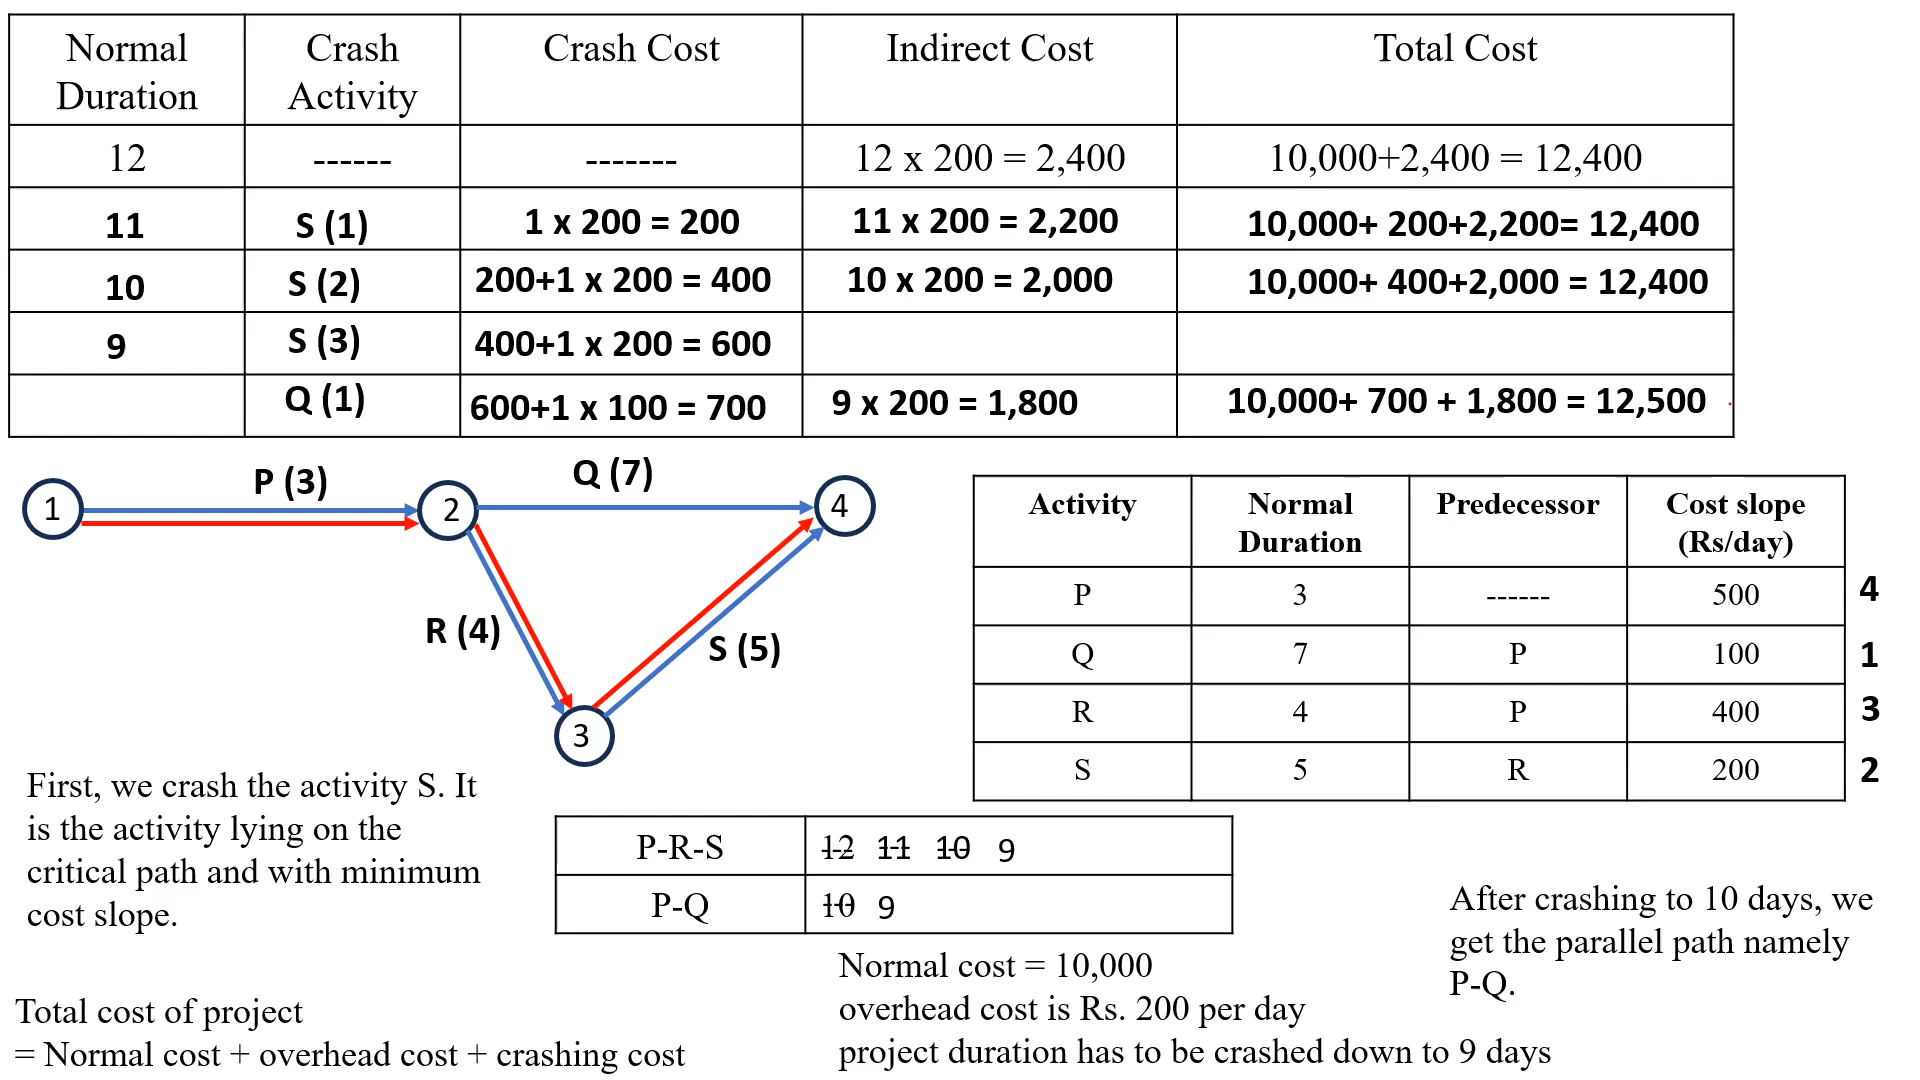 Normal Duration | Crash Activity | Crash Cost | Indirect Cost | Total Cost
12 | ------ | ------- | 12 x 200 = 2,400 | 10,000+2,400 = 12,400
11 | S (1) | 1 x 200 = 200 | 11 x 200 = 2,200 | 10,000+ 200+2,200= 12,400
10 | S (2) | 200+1 x 200 = 400 | 10 x 200 = 2,000 | 10,000+ 400+2,000 = 12,400
9 | S (3) | 400+1 x 200 = 600
Q (1) | 600+1 x 100 = 700 | 9 x 200 = 1,800 | 10,000+ 700 + 1,800 = 12,500
P (3)
Q (7)
1
2
4
R (4)
S (5)
3
Activity | Normal Duration | Predecessor | Cost slope (Rs/day)
P | 3 | ------ | 500 | 4
Q | 7 | P | 100 | 1
R | 4 | P | 400 | 3
S | 5 | R | 200 | 2
First, we crash the activity S. It
is the activity lying on the
critical path and with minimum
cost slope.
P-R-S | 12 11 10 9
P-Q | 10 9
After crashing to 10 days, we
get the parallel path namely
P-Q.
Normal cost = 10,000
overhead cost is Rs. 200 per day
project duration has to be crashed down to 9 days
Total cost of project
= Normal cost + overhead cost + crashing cost